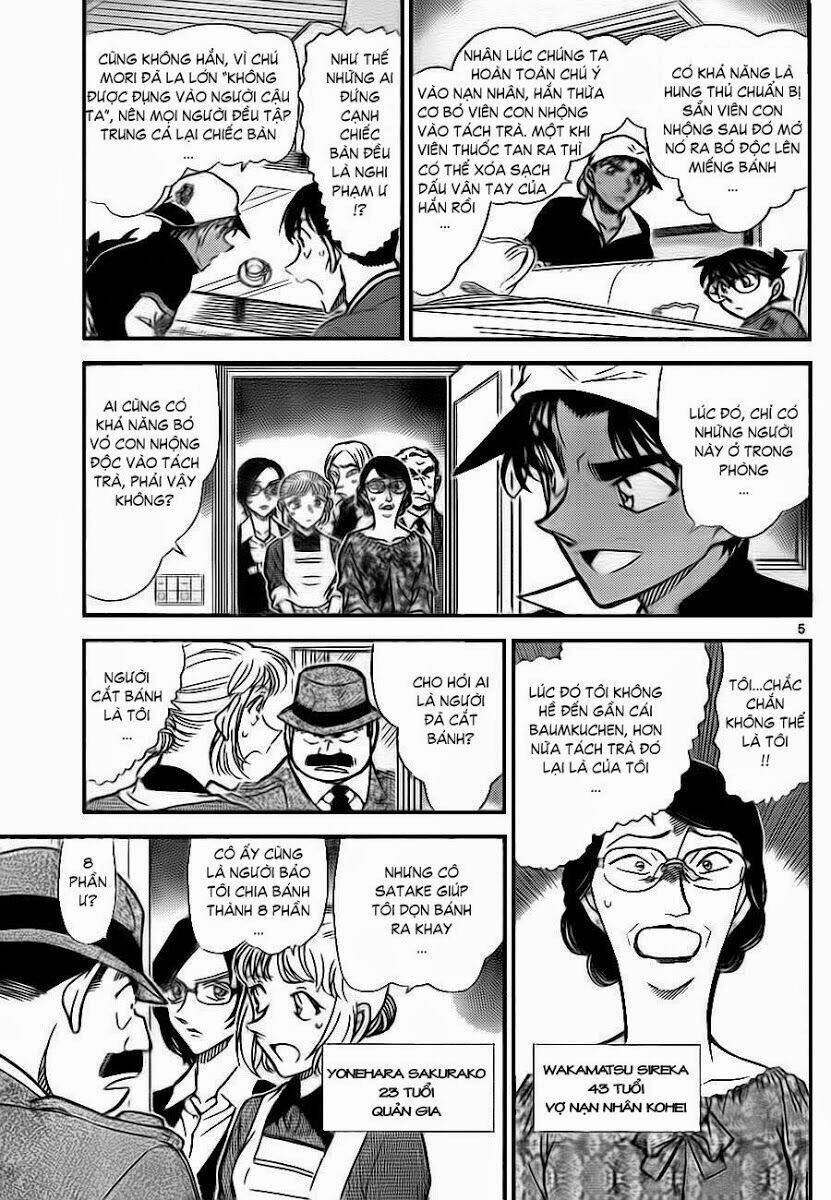 CÓ KHẢ NĂNG LÀ
HUNG THỦ CHUẨN BỊ
SẴN VIÊN CON
NHỘNG SAU ĐÓ MỞ
NÓ RA BỎ ĐỘC LÊN
MIẾNG BÁNH
...
NHÂN LÚC CHÚNG TA
HOÀN TOÀN CHÚ Ý
VÀO NẠN NHÂN, HẮN THỪA
CƠ BỎ VIÊN CON NHỘNG
VÀO TÁCH TRÀ. MỘT KHI
VIÊN THUỐC TAN RA THÌ
CÓ THỂ XÓA SẠCH
DẤU VÂN TAY CỦA
HẮN RỒI
...
NHƯ THẾ
NHỮNG AI
ĐỨNG
CẠNH
CHIẾC
BÀN ĐỀU
LÀ NGHI
PHẠM Ư
!?
CŨNG KHÔNG HẲN, VÌ CHÚ
MORI ĐÃ LA LỚN "KHÔNG
ĐƯỢC ĐỤNG VÀO NGƯỜI CẬU
TA", NÊN MỌI NGƯỜI ĐỀU TẬP
TRUNG CẢ LẠI CHIẾC BÀN
...
LÚC ĐÓ, CHỈ CÓ
NHỮNG NGƯỜI
NÀY Ở TRONG
PHÒNG
...
AI CŨNG CÓ
KHẢ NĂNG BỎ
VỎ CON NHỘNG
ĐỘC VÀO TÁCH
TRÀ, PHẢI VẬY
KHÔNG?
5
TÔI...CHẮC
CHẮN
KHÔNG THỂ
LÀ TÔI
!!
LÚC ĐÓ TÔI KHÔNG
HỀ ĐẾN GẦN CÁI
BAUMKUCHEN, HƠN
NỮA TÁCH TRÀ ĐÓ
LẠI LÀ CỦA TÔI
...
WAKAMATSU SIREKA
43 TUỔI
VỢ NẠN NHÂN KOHEI
CHO HỎI AI
LÀ NGƯỜI
ĐÃ CẮT
BÁNH?
NGƯỜI
CẮT BÁNH
LÀ TÔI
...
NHƯNG CÔ
SATAKE GIÚP
TÔI DỌN BÁNH
RA KHAY
...
CÔ ẤY CŨNG
LÀ NGƯỜI BẢO
TÔI CHIA BÁNH
THÀNH 8 PHẦN
...
8
PHẦN
Ư?
YONEHARA SAKURAKO
23 TUỔI
QUẢN GIA